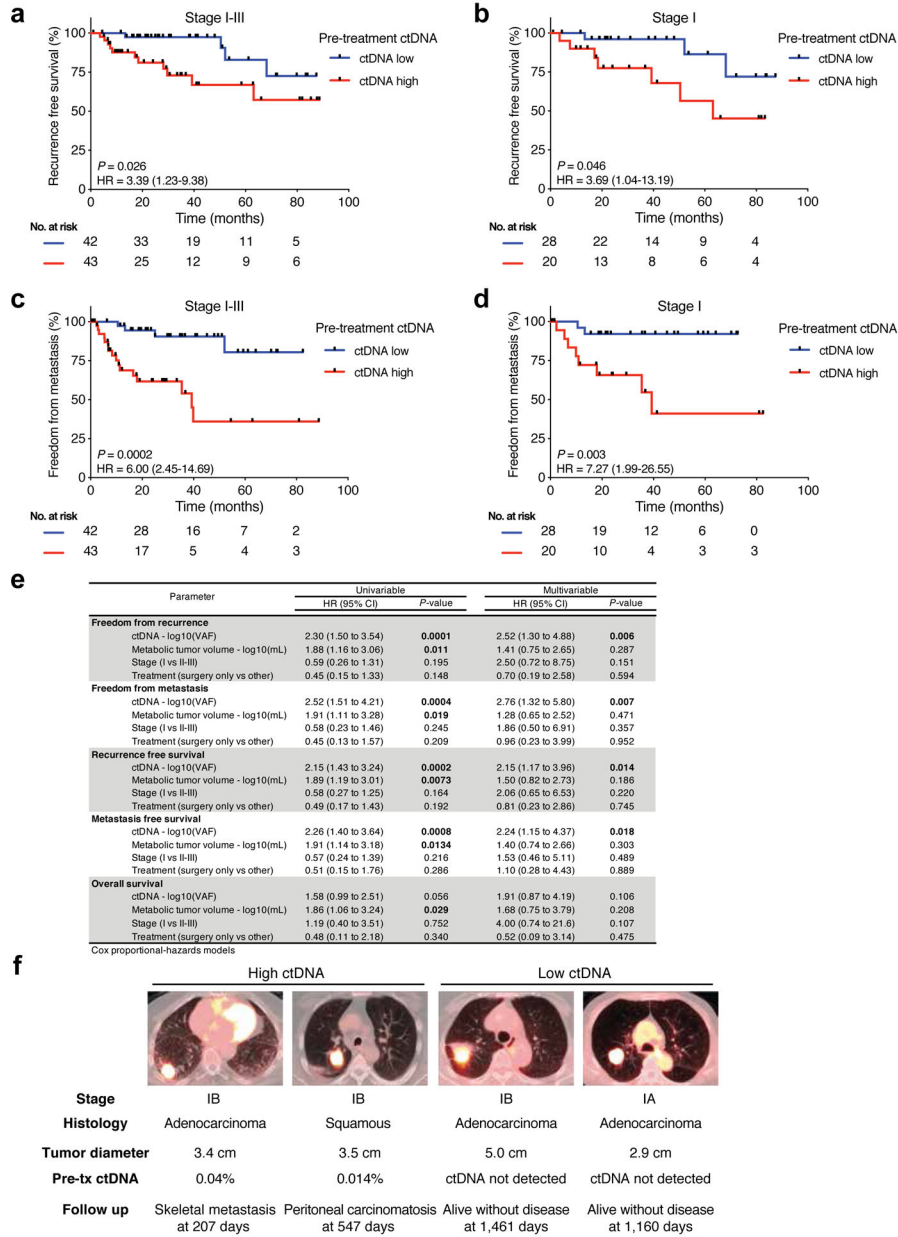 a
Stage I-III
Recurrence free survival (%)
100
75
50
25
0
Pre-treatment ctDNA
ctDNA low
ctDNA high
P = 0.026
HR = 3.39 (1.23-9.38)
0 20 40 60 80 100
Time (months)
No. at risk
42 33 19 11 5
43 25 12 9 6
b
Stage I
Recurrence free survival (%)
100
75
50
25
0
Pre-treatment ctDNA
ctDNA low
ctDNA high
P = 0.046
HR = 3.69 (1.04-13.19)
0 20 40 60 80 100
Time (months)
No. at risk
28 22 14 9 4
20 13 8 6 4
c
Stage I-III
Freedom from metastasis (%)
100
75
50
25
0
Pre-treatment ctDNA
ctDNA low
ctDNA high
P = 0.0002
HR = 6.00 (2.45-14.69)
0 20 40 60 80 100
Time (months)
No. at risk
42 28 16 7 2
43 17 5 4 3
d
Stage I
Freedom from metastasis (%)
100
75
50
25
0
Pre-treatment ctDNA
ctDNA low
ctDNA high
P = 0.003
HR = 7.27 (1.99-26.55)
0 20 40 60 80 100
Time (months)
No. at risk
28 19 12 6 0
20 10 4 3 3
e
Univariable Multivariable
Parameter HR (95% CI) P-value HR (95% CI) P-value
Freedom from recurrence
ctDNA - log10(VAF) 2.30 (1.50 to 3.54) 0.0001 2.52 (1.30 to 4.88) 0.006
Metabolic tumor volume - log10(mL) 1.88 (1.16 to 3.06) 0.011 1.41 (0.75 to 2.65) 0.287
Stage (I vs II-III) 0.59 (0.26 to 1.31) 0.195 2.50 (0.72 to 8.75) 0.151
Treatment (surgery only vs other) 0.45 (0.15 to 1.33) 0.148 0.70 (0.19 to 2.58) 0.594
Freedom from metastasis
ctDNA - log10(VAF) 2.52 (1.51 to 4.21) 0.0004 2.76 (1.32 to 5.80) 0.007
Metabolic tumor volume - log10(mL) 1.91 (1.11 to 3.28) 0.019 1.28 (0.65 to 2.52) 0.471
Stage (I vs II-III) 0.58 (0.23 to 1.46) 0.245 1.86 (0.50 to 6.91) 0.357
Treatment (surgery only vs other) 0.45 (0.13 to 1.57) 0.209 0.96 (0.23 to 3.99) 0.952
Recurrence free survival
ctDNA - log10(VAF) 2.15 (1.43 to 3.24) 0.0002 2.15 (1.17 to 3.96) 0.014
Metabolic tumor volume - log10(mL) 1.89 (1.19 to 3.01) 0.0073 1.50 (0.82 to 2.73) 0.186
Stage (I vs II-III) 0.58 (0.27 to 1.25) 0.164 2.06 (0.65 to 6.53) 0.220
Treatment (surgery only vs other) 0.49 (0.17 to 1.43) 0.192 0.81 (0.23 to 2.86) 0.745
Metastasis free survival
ctDNA - log10(VAF) 2.26 (1.40 to 3.64) 0.0008 2.24 (1.15 to 4.37) 0.018
Metabolic tumor volume - log10(mL) 1.91 (1.14 to 3.18) 0.0134 1.40 (0.74 to 2.66) 0.303
Stage (I vs II-III) 0.57 (0.24 to 1.39) 0.216 1.53 (0.46 to 5.11) 0.489
Treatment (surgery only vs other) 0.51 (0.15 to 1.76) 0.286 1.10 (0.28 to 4.43) 0.889
Overall survival
ctDNA - log10(VAF) 1.58 (0.99 to 2.51) 0.056 1.91 (0.87 to 4.19) 0.106
Metabolic tumor volume - log10(mL) 1.86 (1.06 to 3.24) 0.029 1.68 (0.75 to 3.79) 0.208
Stage (I vs II-III) 1.19 (0.40 to 3.51) 0.752 4.00 (0.74 to 21.6) 0.107
Treatment (surgery only vs other) 0.48 (0.11 to 2.18) 0.340 0.52 (0.09 to 3.14) 0.475
Cox proportional-hazards models
f
High ctDNA Low ctDNA
Stage IB IB IB IA
Histology Adenocarcinoma Squamous Adenocarcinoma Adenocarcinoma
Tumor diameter 3.4 cm 3.5 cm 5.0 cm 2.9 cm
Pre-tx ctDNA 0.04% 0.014% ctDNA not detected ctDNA not detected
Follow up Skeletal metastasis Peritoneal carcinomatosis Alive without disease Alive without disease
at 207 days at 547 days at 1,461 days at 1,160 days